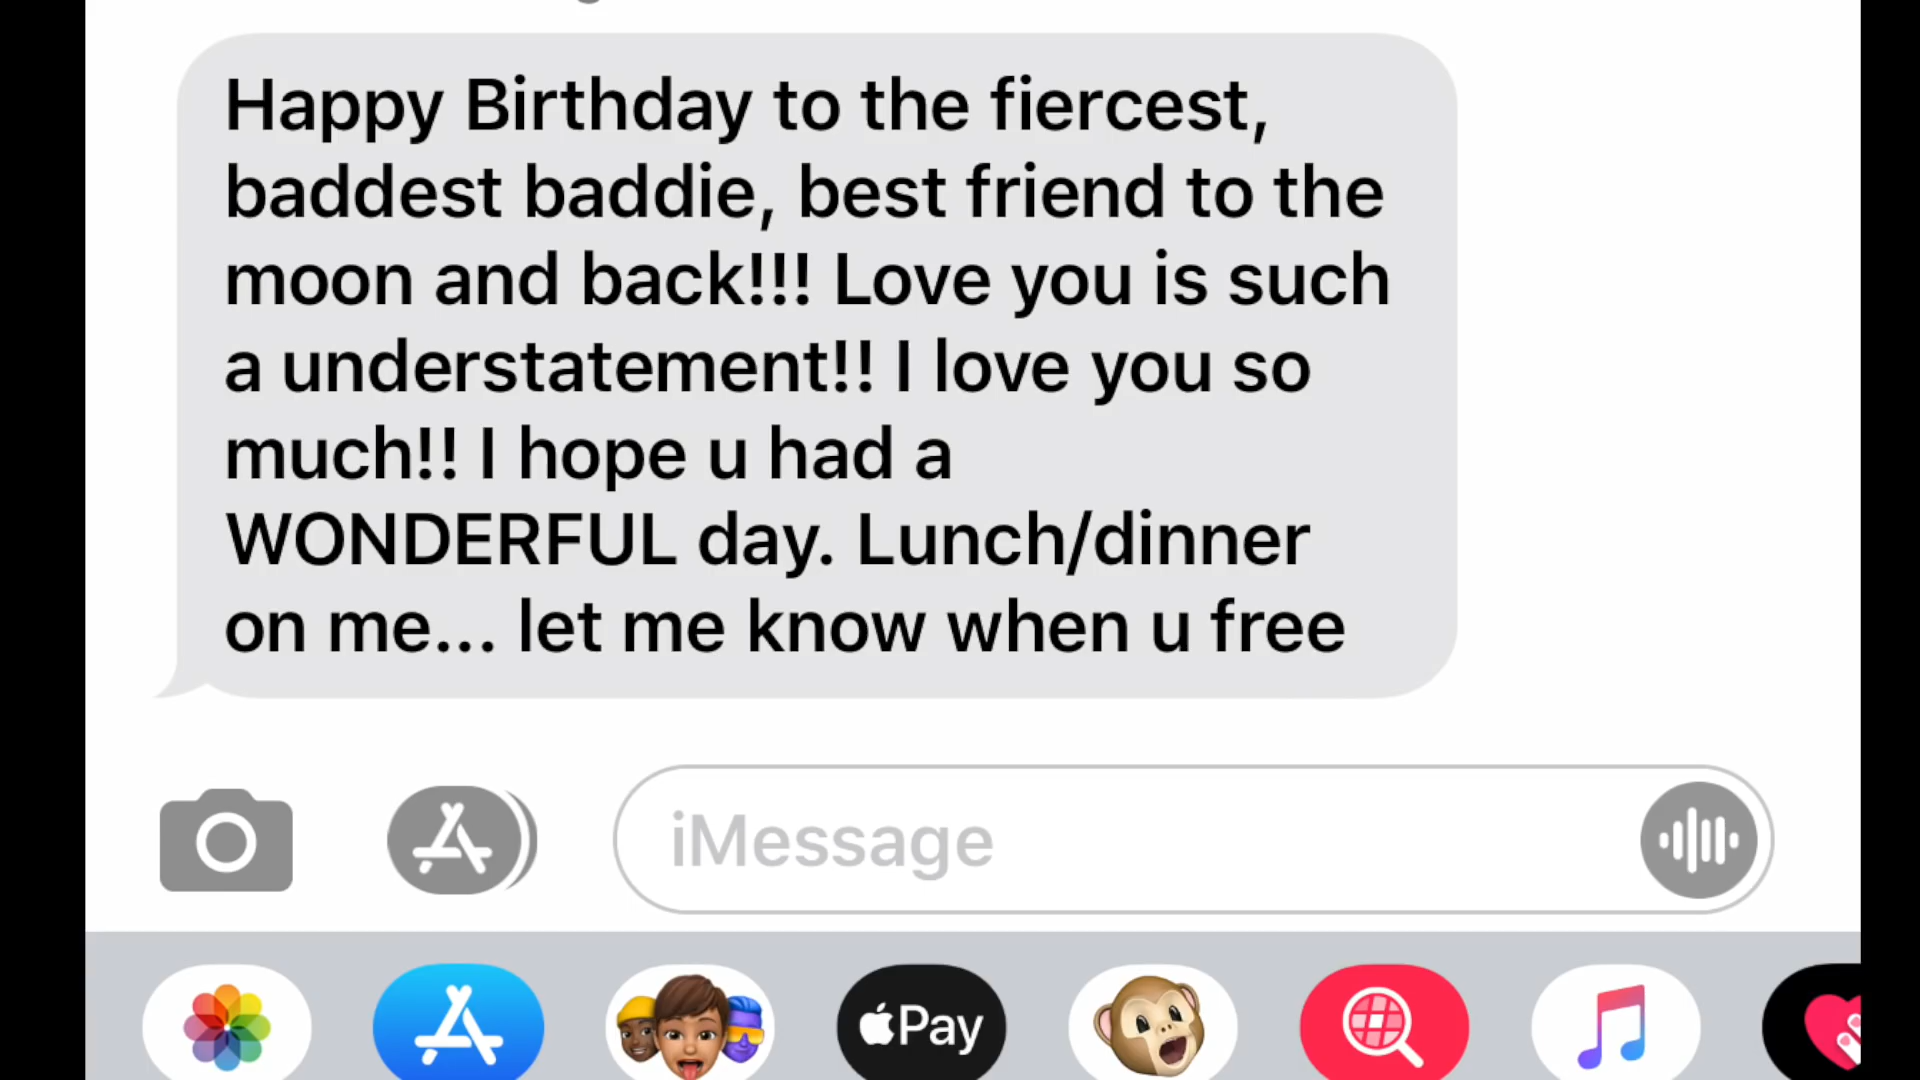 Happy Birthday to the fiercest,
baddest baddie, best friend to the
moon and back!!! Love you is such
a understatement!! I love you so
much!! I hope u had a
WONDERFUL day. Lunch/dinner
on me... let me know when u free
iMessage
Pay